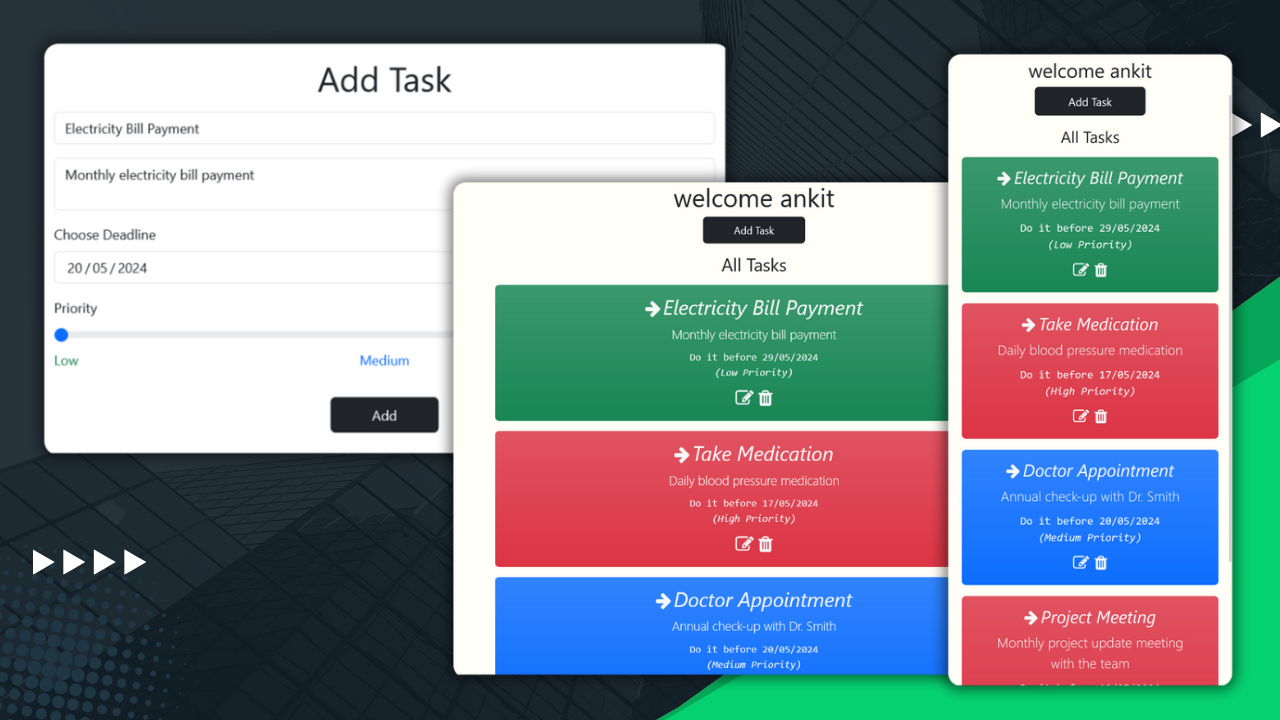 Add Task
Electricity Bill Payment
Monthly electricity bill payment
Choose Deadline
20/05/2024
Priority
Low
Medium
Add
welcome ankit
Add Task
All Tasks
Electricity Bill Payment
Monthly electricity bill payment
Do it before 29/05/2024
(Low Priority)
Take Medication
Daily blood pressure medication
Do it before 17/05/2024
(High Priority)
Doctor Appointment
Annual check-up with Dr. Smith
Do it before 20/05/2024
(Medium Priority)
welcome ankit
Add Task
All Tasks
Electricity Bill Payment
Monthly electricity bill payment
Do it before 29/05/2024
(Low Priority)
Take Medication
Daily blood pressure medication
Do it before 17/05/2024
(High Priority)
Doctor Appointment
Annual check-up with Dr. Smith
Do it before 20/05/2024
(Medium Priority)
Project Meeting
Monthly project update meeting
with the team